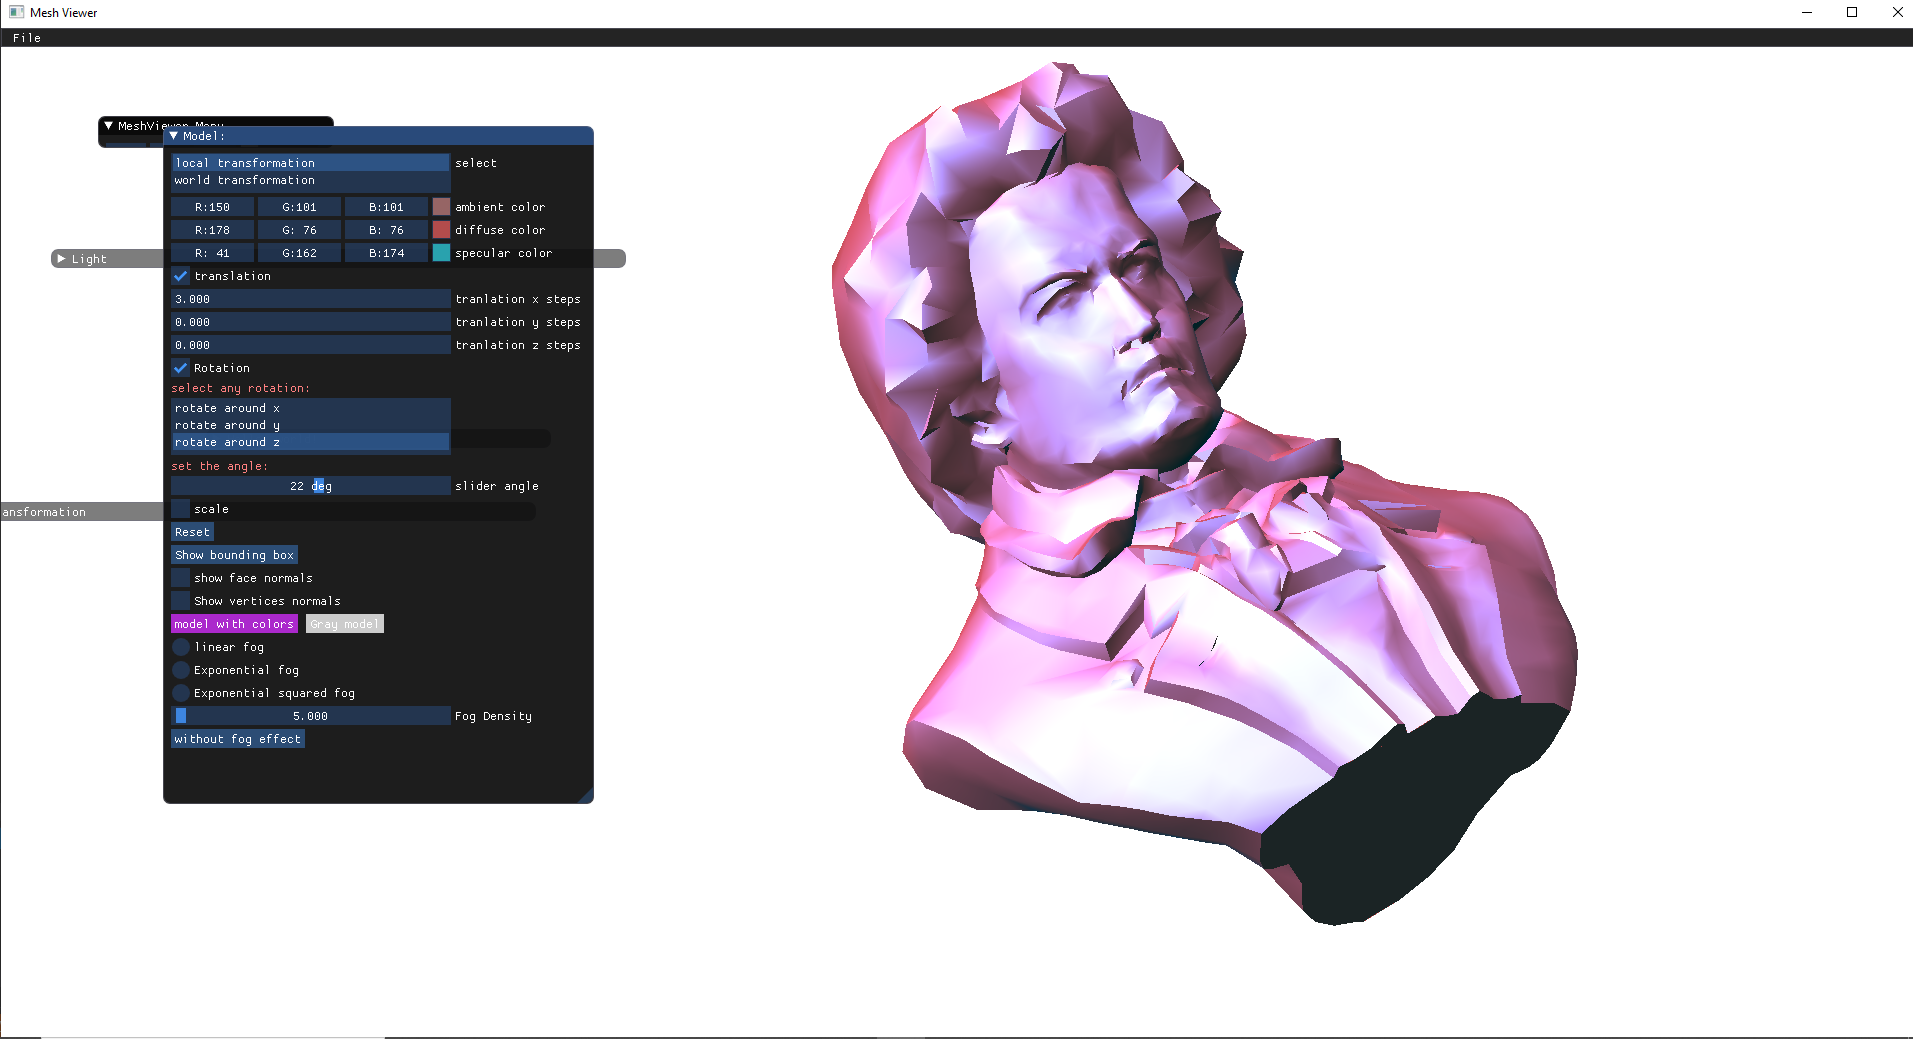 Mesh Viewer
File
MeshViewer Menu
Model:
local transformation select
world transformation
R:150 G:101 B:101 ambient color
R:178 G: 76 B: 76 diffuse color
R: 41 G:162 B:174 specular color
Light
translation
3.000 tranlation x steps
0.000 tranlation y steps
0.000 tranlation z steps
Rotation
select any rotation:
rotate around x
rotate around y
rotate around z
set the angle:
22 deg slider angle
scale
ansformation
Reset
Show bounding box
show face normals
Show vertices normals
model with colors Gray model
linear fog
Exponential fog
Exponential squared fog
5.000 Fog Density
without fog effect